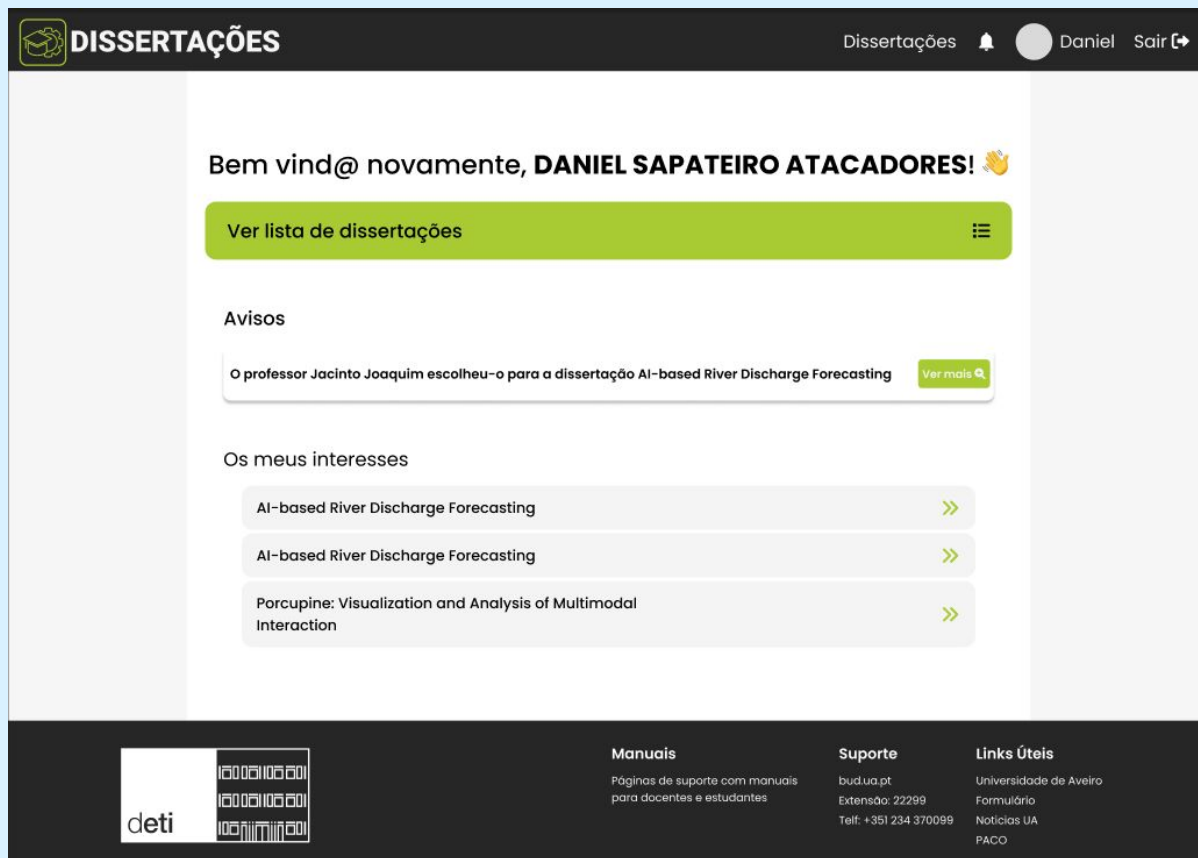 DISSERTAÇÕES
Dissertações
Daniel
Sair
Bem vind@ novamente, DANIEL SAPATEIRO ATACADORES! 👋
Ver lista de dissertações
Avisos
O professor Jacinto Joaquim escolheu-o para a dissertação AI-based River Discharge Forecasting
Ver mais
Os meus interesses
AI-based River Discharge Forecasting
AI-based River Discharge Forecasting
Porcupine: Visualization and Analysis of Multimodal
Interaction
deti
Manuais
Páginas de suporte com manuais
para docentes e estudantes
Suporte
bud.ua.pt
Extensão: 22299
Telf: +351 234 370099
Links Úteis
Universidade de Aveiro
Formulário
Noticias UA
PACO